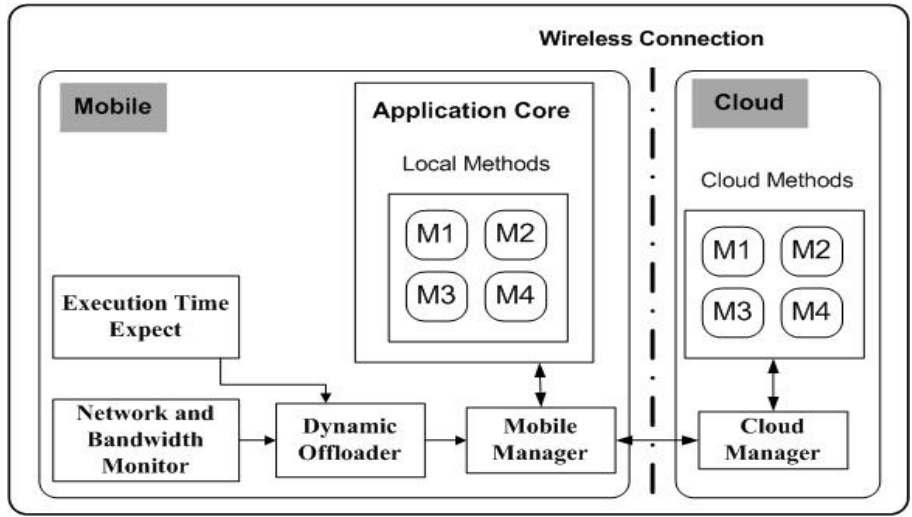 Wireless Connection
Mobile
Application Core
Local Methods
M1 M2
M3 M4
Execution Time
Expect
Network and
Bandwidth
Monitor
Dynamic
Offloader
Mobile
Manager
Cloud
Cloud Methods
M1 M2
M3 M4
Cloud
Manager